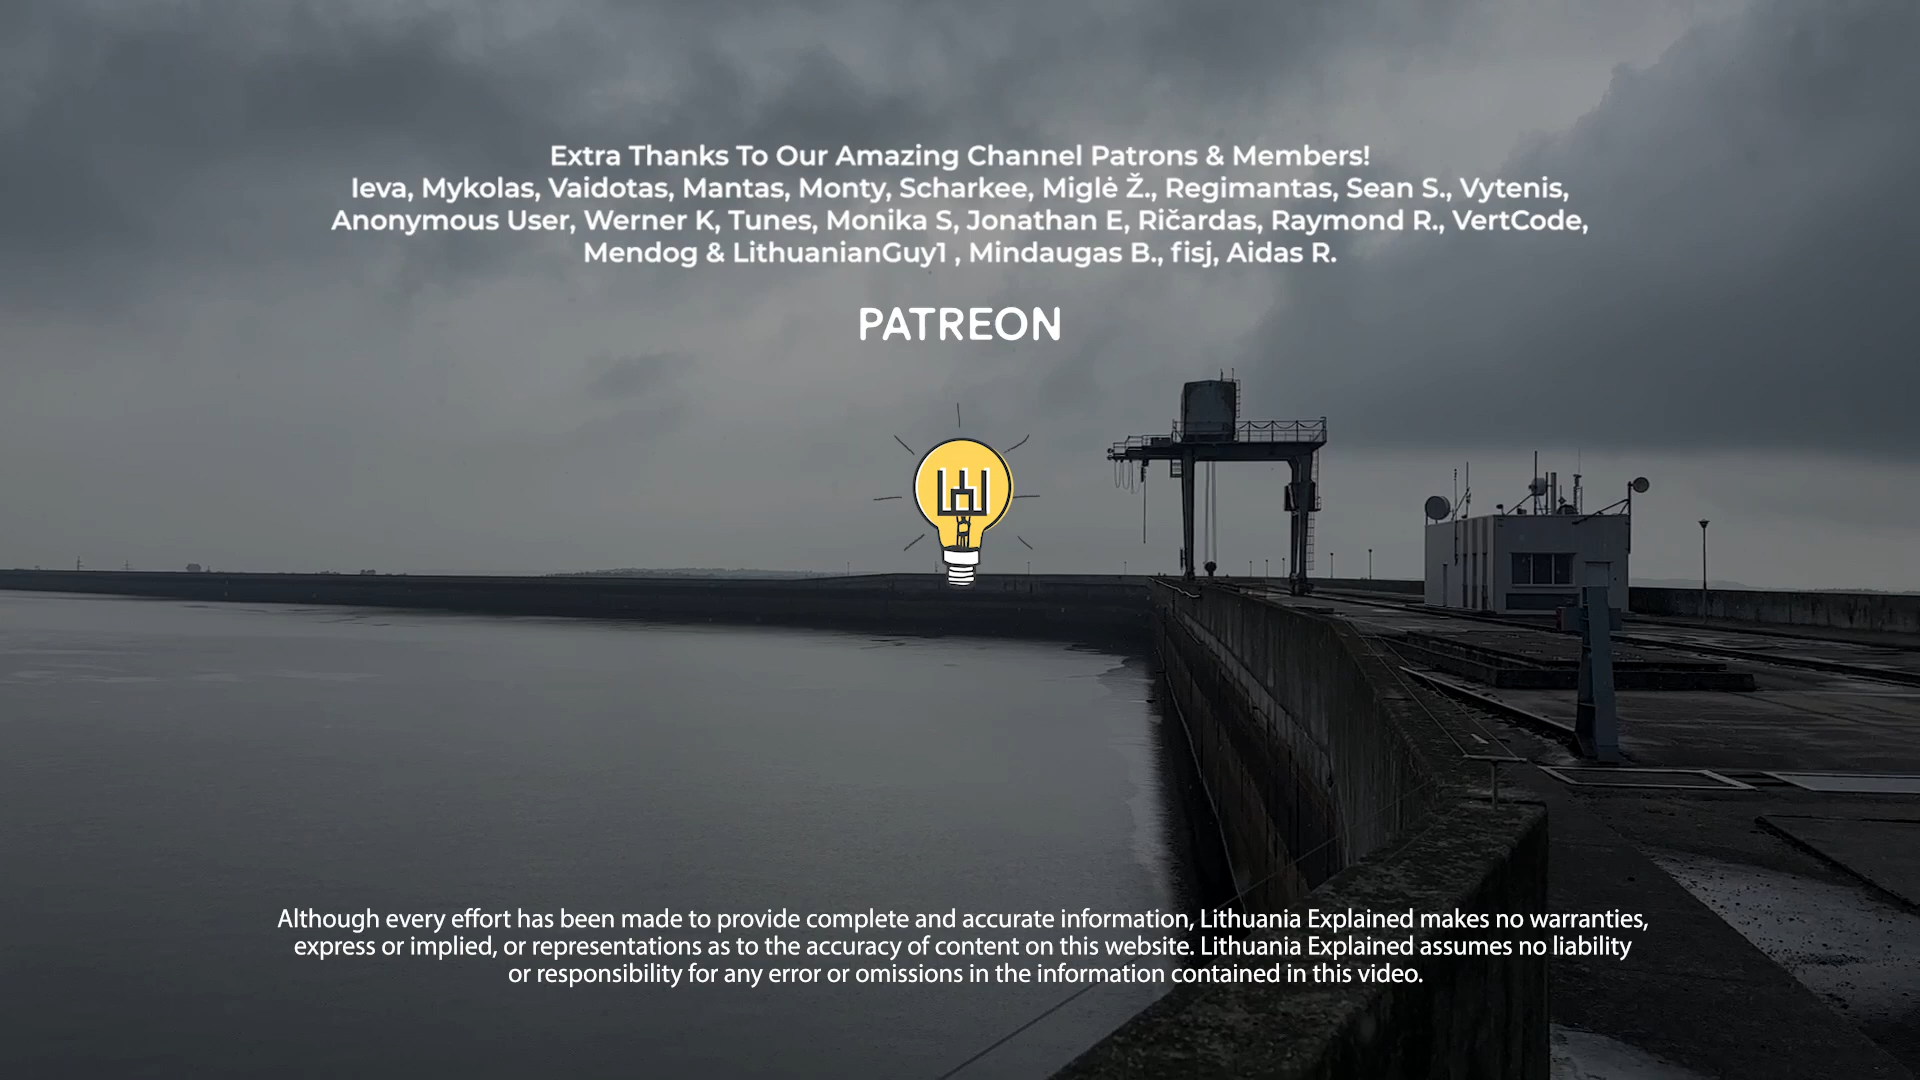 Extra Thanks To Our Amazing Channel Patrons & Members!
Ieva, Mykolas, Vaidotas, Mantas, Monty, Scharkee, Miglė Ž., Regimantas, Sean S., Vytenis,
Anonymous User, Werner K, Tunes, Monika S, Jonathan E, Ričardas, Raymond R., VertCode,
Mendog & LithuanianGuy1 , Mindaugas B., fisj, Aidas R.
PATREON
Although every effort has been made to provide complete and accurate information, Lithuania Explained makes no warranties,
express or implied, or representations as to the accuracy of content on this website. Lithuania Explained assumes no liability
or responsibility for any error or omissions in the information contained in this video.